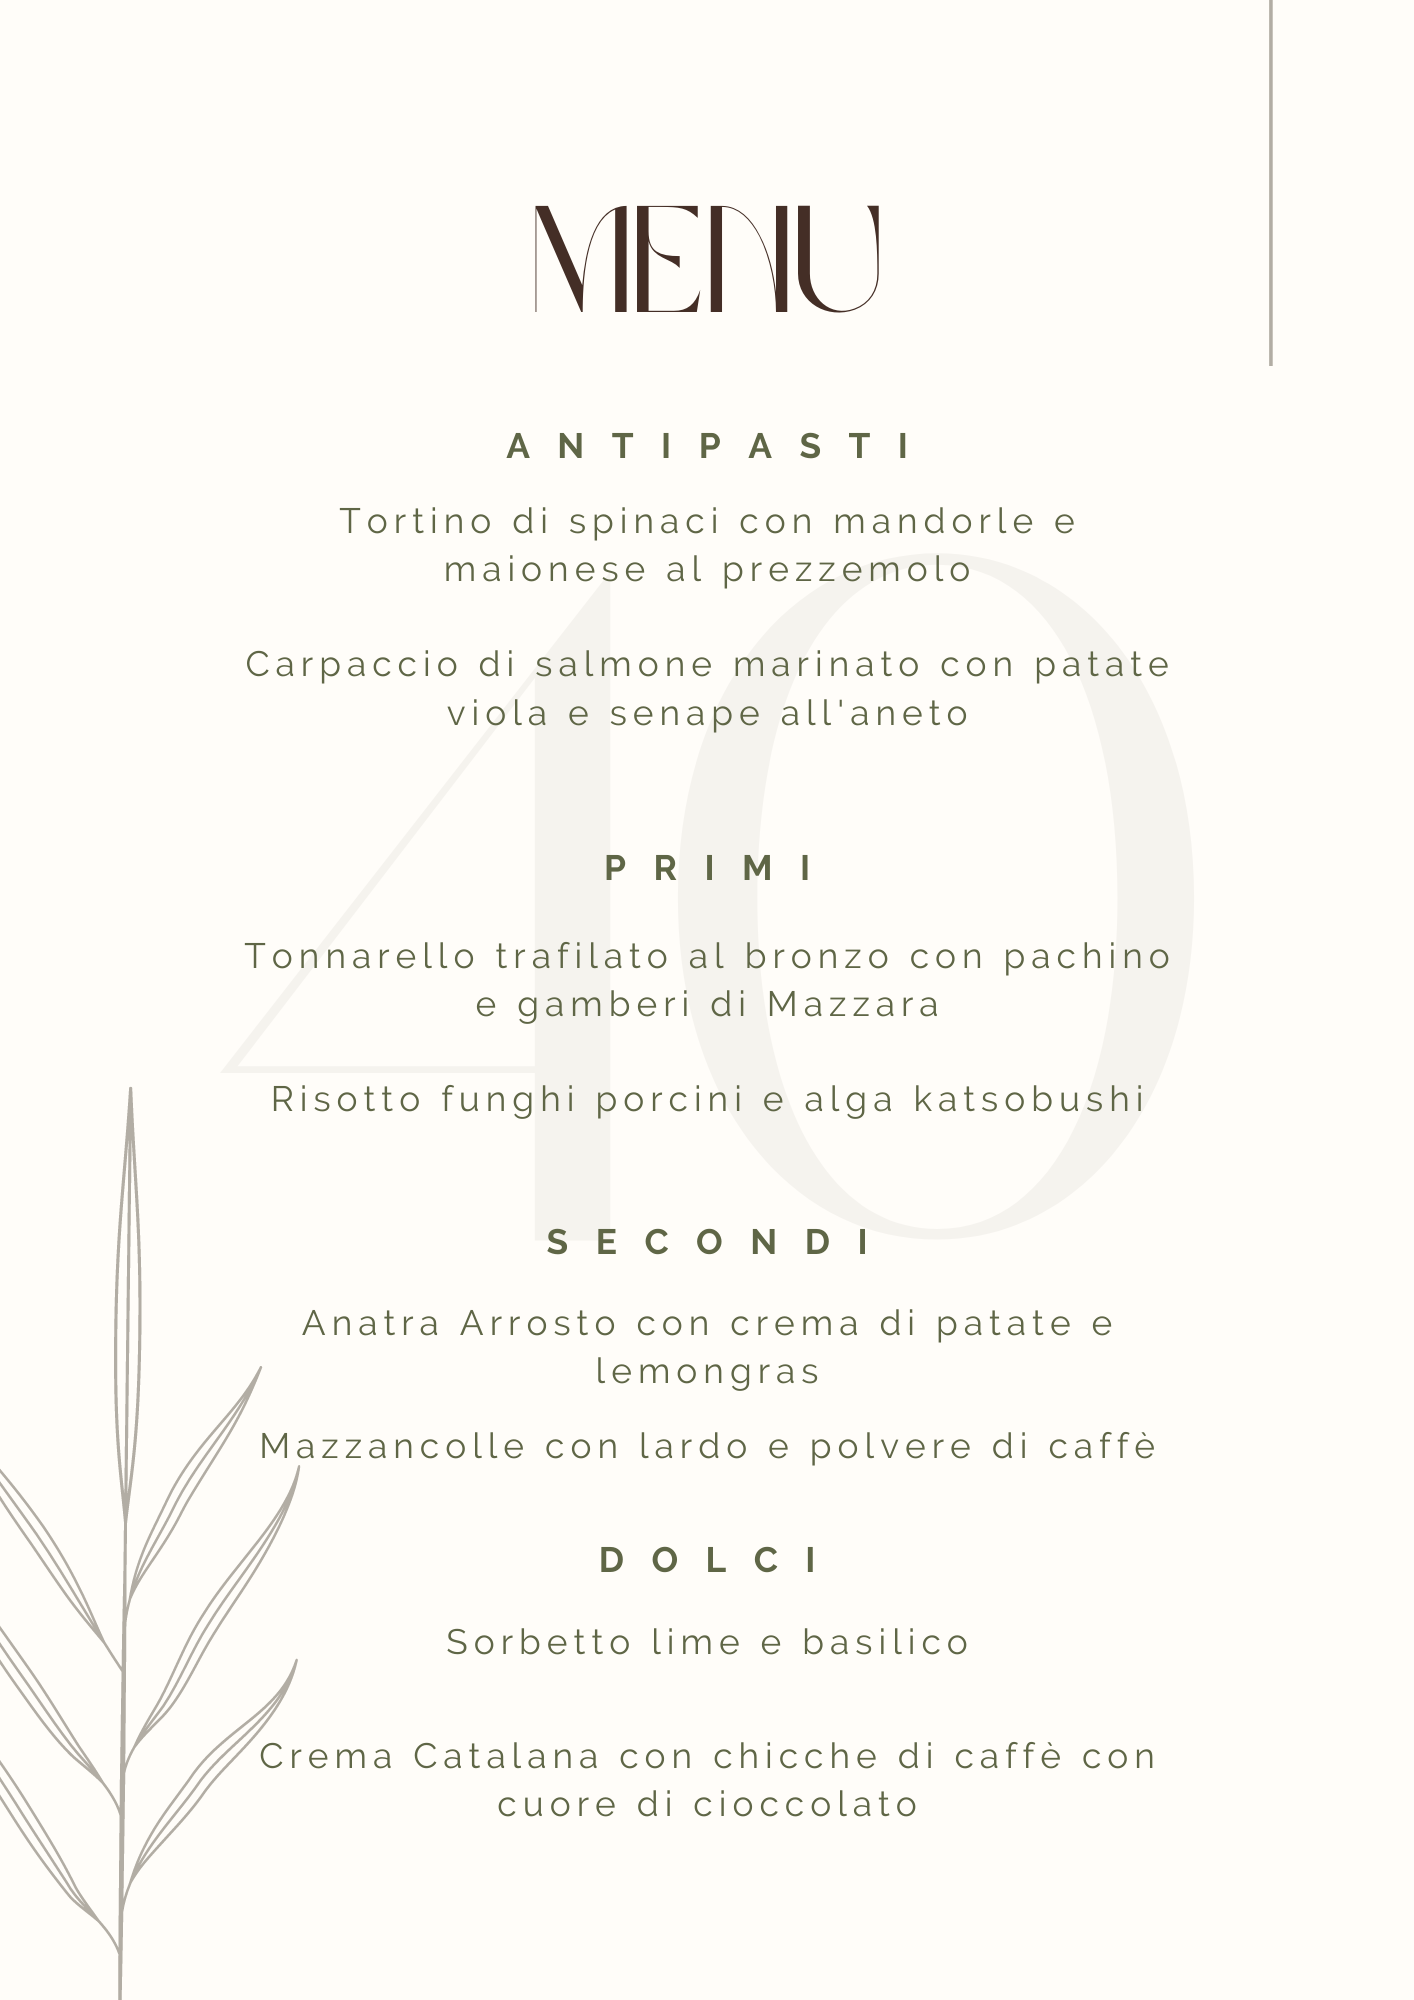 MENU
ANTIPASTI
Tortino di spinaci con mandorle e
maionese al prezzemolo
Carpaccio di salmone marinato con patate
viola e senape all'aneto
40
PRIMI
Tonnarello trafilato al bronzo con pachino
e gamberi di Mazzara
Risotto funghi porcini e alga katsobushi
SECONDI
Anatra Arrosto con crema di patate e
lemongras
Mazzancolle con lardo e polvere di caffè
DOLCI
Sorbetto lime e basilico
Crema Catalana con chicche di caffè con
cuore di cioccolato